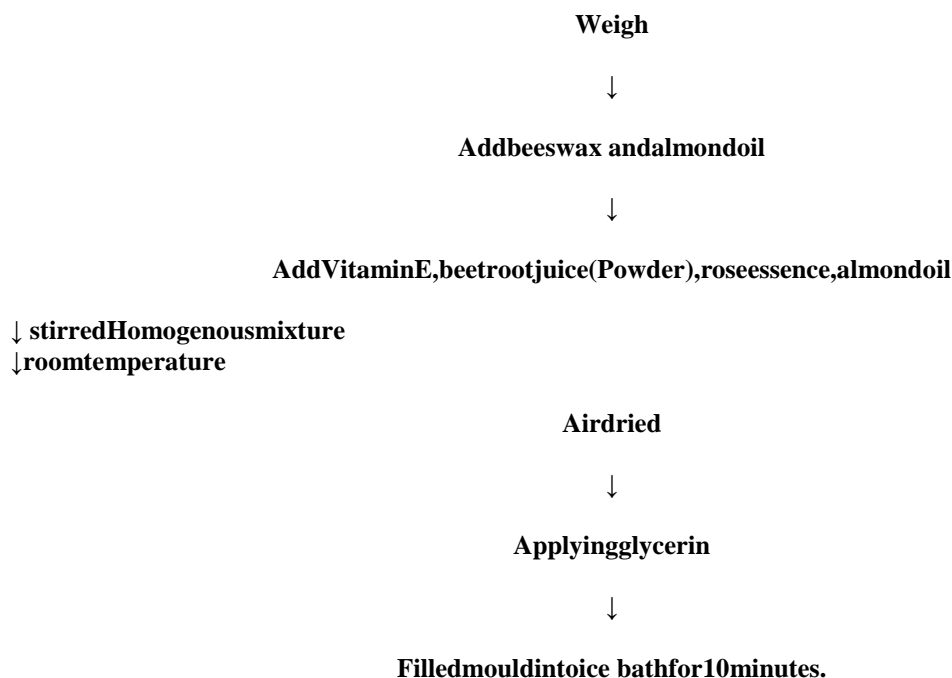 Weigh
↓
Addbeeswax andalmondoil
↓
AddVitaminE,beetrootjuice(Powder),roseessence,almondoil
↓ stirredHomogenousmixture
↓roomtemperature
Airdried
↓
Applyingglycerin
↓
Filledmouldintoice bathfor10minutes.